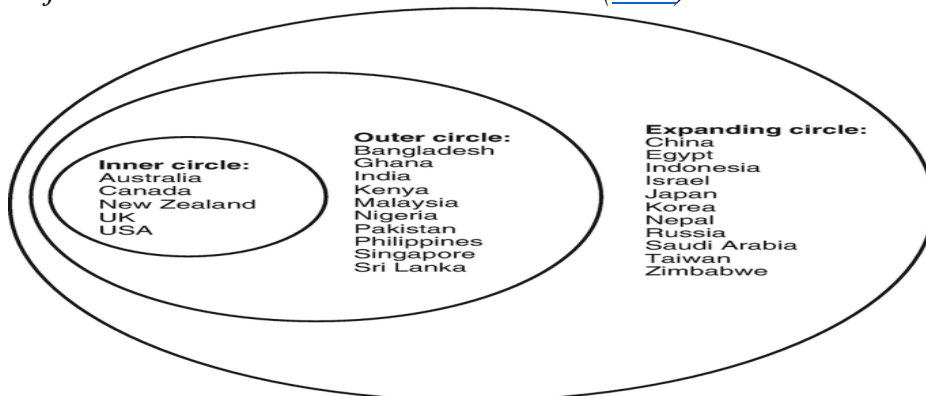 Inner circle:
Australia
Canada
New Zealand
UK
USA
Outer circle:
Bangladesh
Ghana
India
Kenya
Malaysia
Nigeria
Pakistan
Philippines
Singapore
Sri Lanka
Expanding circle:
China
Egypt
Indonesia
Israel
Japan
Korea
Nepal
Russia
Saudi Arabia
Taiwan
Zimbabwe